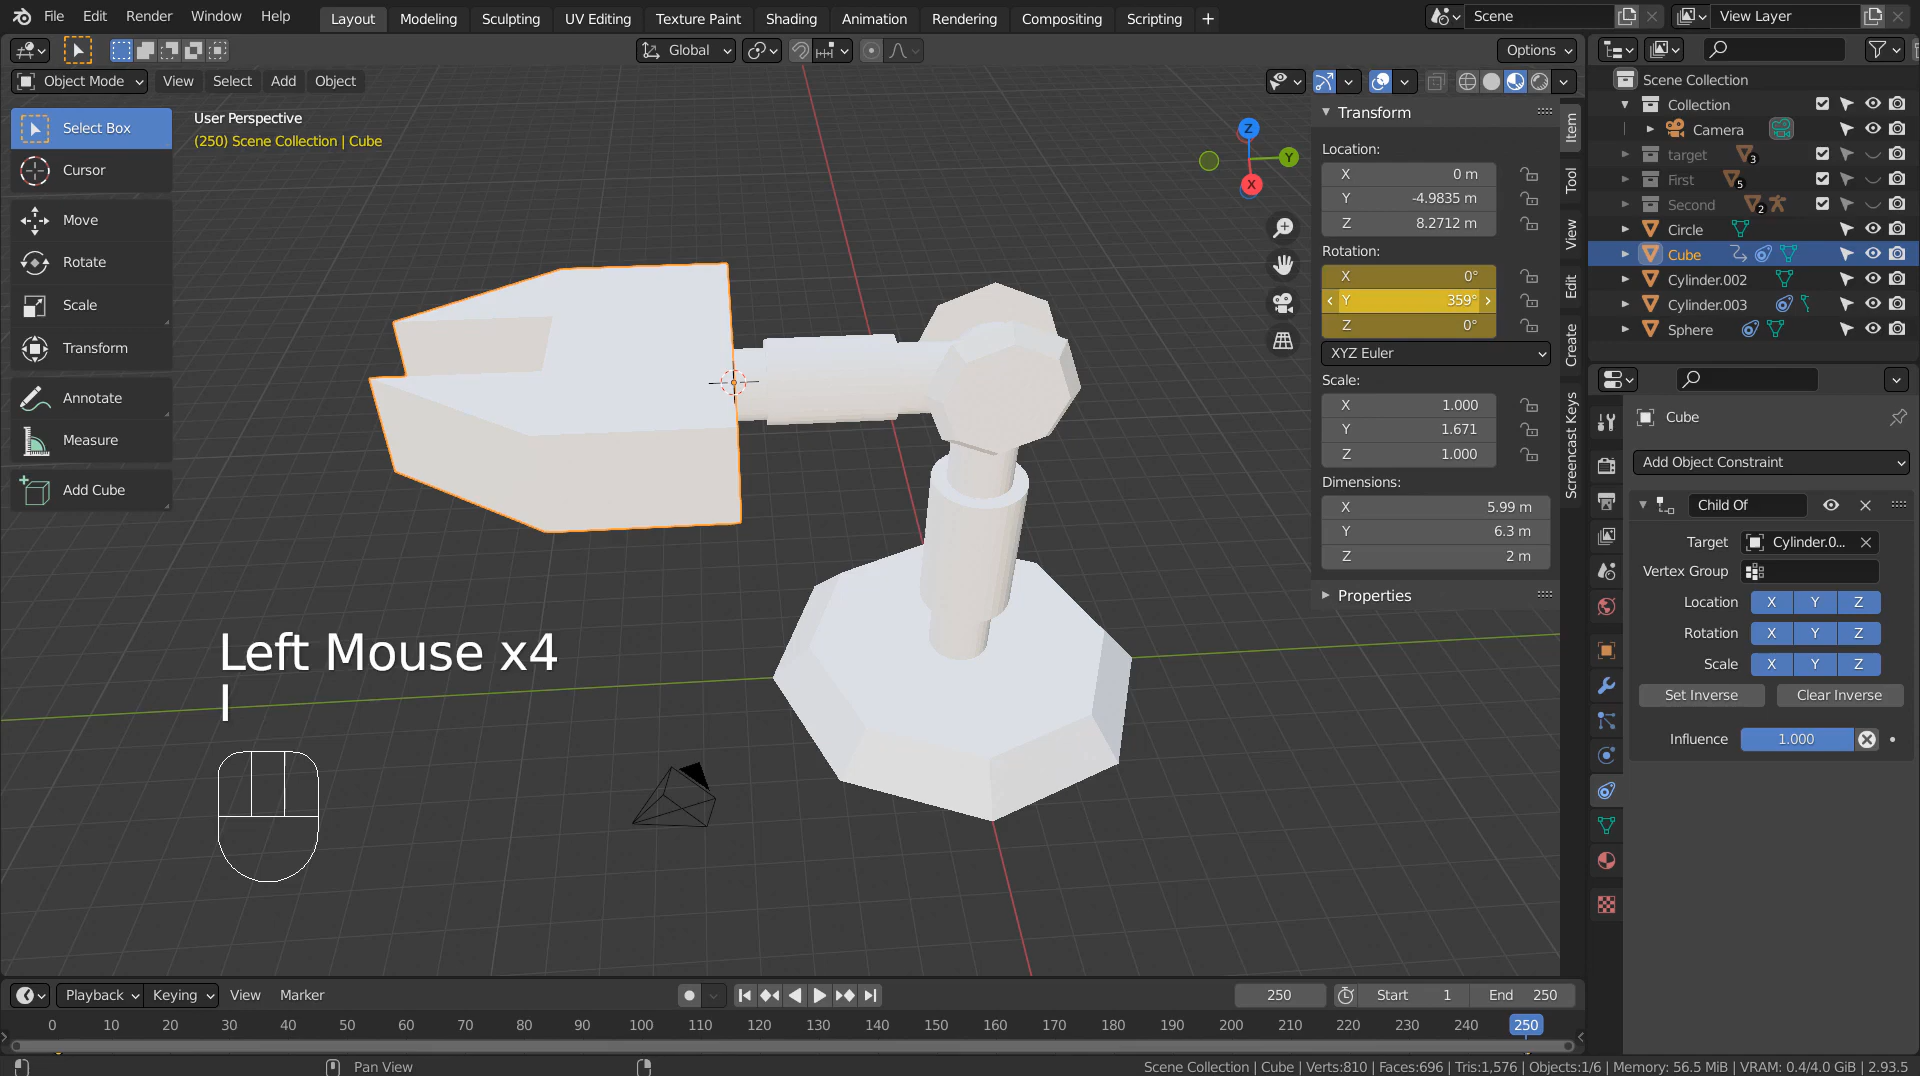 File Edit Render Window Help Layout Modeling Sculpting UV Editing Texture Paint Shading Animation Rendering Compositing Scripting + Scene View Layer
Global Options
Object Mode View Select Add Object
Select Box
Cursor
Move
Rotate
Scale
Transform
Annotate
Measure
Add Cube
User Perspective
(250) Scene Collection | Cube
Z
Y
X
Transform
Location:
X 0 m
Y -4.9835 m
Z 8.2712 m
Rotation:
X 0°
Y 359°
Z 0°
XYZ Euler
Scale:
X 1.000
Y 1.671
Z 1.000
Dimensions:
X 5.99 m
Y 6.3 m
Z 2 m
Properties
Item
Tool
View
Edit
Create
Screencast Keys
Scene Collection
Collection
Camera
target 3
First 5
Second 2
Circle
Cube
Cylinder.002
Cylinder.003
Sphere
Cube
Add Object Constraint
Child Of
Target Cylinder.0...
Vertex Group
Location X Y Z
Rotation X Y Z
Scale X Y Z
Set Inverse Clear Inverse
Influence 1.000
Left Mouse x4
I
Playback Keying View Marker 250 Start 1 End 250
0 10 20 30 40 50 60 70 80 90 100 110 120 130 140 150 160 170 180 190 200 210 220 230 240 250
Pan View
Scene Collection | Cube | Verts:810 | Faces:696 | Tris:1,576 | Objects:1/6 | Memory: 56.5 MiB | VRAM: 0.4/4.0 GiB | 2.93.5